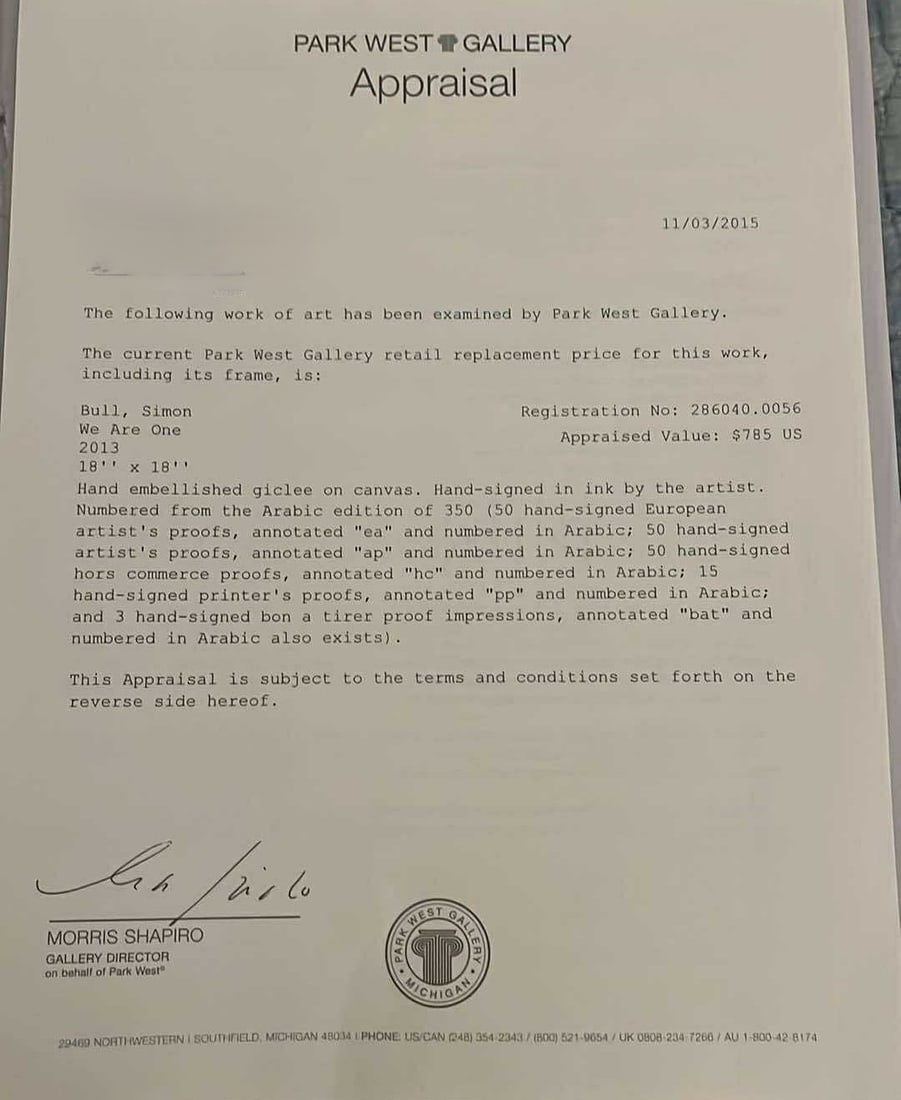 PARK WEST GALLERY
Appraisal
11/03/2015
The following work of art has been examined by Park West Gallery.
The current Park West Gallery retail replacement price for this work,
including its frame, is:
Bull, Simon
Registration No: 286040.0056
We Are One
Appraised Value: $785 US
2013
18'' x 18''
Hand embellished giclee on canvas. Hand-signed in ink by the artist.
Numbered from the Arabic edition of 350 (50 hand-signed European
artist's proofs, annotated "ea" and numbered in Arabic; 50 hand-signed
artist's proofs, annotated "ap" and numbered in Arabic; 50 hand-signed
hors commerce proofs, annotated "hc" and numbered in Arabic; 15
hand-signed printer's proofs, annotated "pp" and numbered in Arabic;
and 3 hand-signed bon a tirer proof impressions, annotated "bat" and
numbered in Arabic also exists).
This Appraisal is subject to the terms and conditions set forth on the
reverse side hereof.
MORRIS SHAPIRO
GALLERY DIRECTOR
on behalf of Park West®
PARK WEST GALLERY
• MICHIGAN •
29469 NORTHWESTERN | SOUTHFIELD, MICHIGAN 48034 | PHONE: US/CAN (248) 354-2343 / (800) 521-9654 / UK 0808-234-7266 / AU 1-800-42-8174